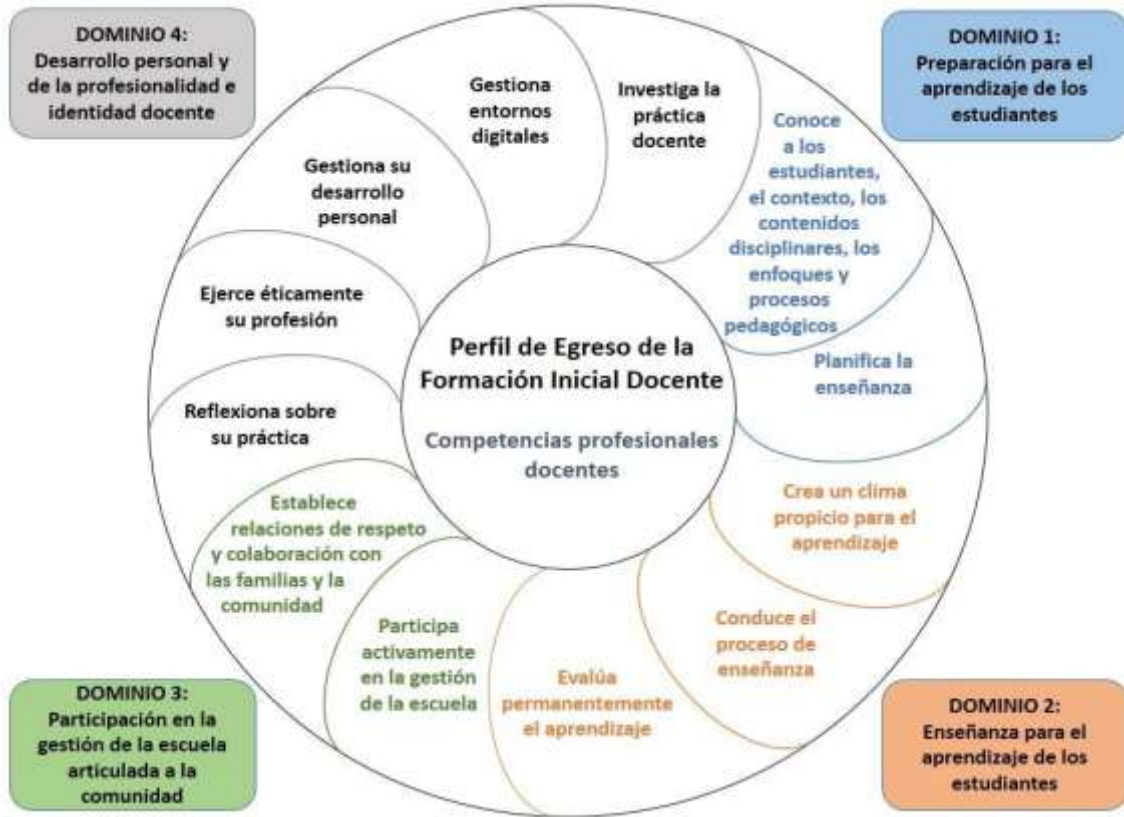 DOMINIO 4:
Desarrollo personal y
de la profesionalidad e
identidad docente
DOMINIO 1:
Preparación para el
aprendizaje de los
estudiantes
Gestiona
entornos
digitales
Investiga la
práctica
docente
Conoce
a los
estudiantes,
el contexto, los
contenidos
disciplinares, los
enfoques y
procesos
pedagógicos
Gestiona su
desarrollo
personal
Ejerce éticamente
su profesión
Perfil de Egreso de la
Formación Inicial Docente
Competencias profesionales
docentes
Planifica la
enseñanza
Reflexiona sobre
su práctica
Crea un clima
propicio para el
aprendizaje
Establece
relaciones de respeto
y colaboración con
las familias y la
comunidad
Conduce el
proceso de
enseñanza
Participa
activamente
en la gestión
de la escuela
Evalúa
permanentemente
el aprendizaje
DOMINIO 3:
Participación en la
gestión de la escuela
articulada a la
comunidad
DOMINIO 2:
Enseñanza para el
aprendizaje de los
estudiantes